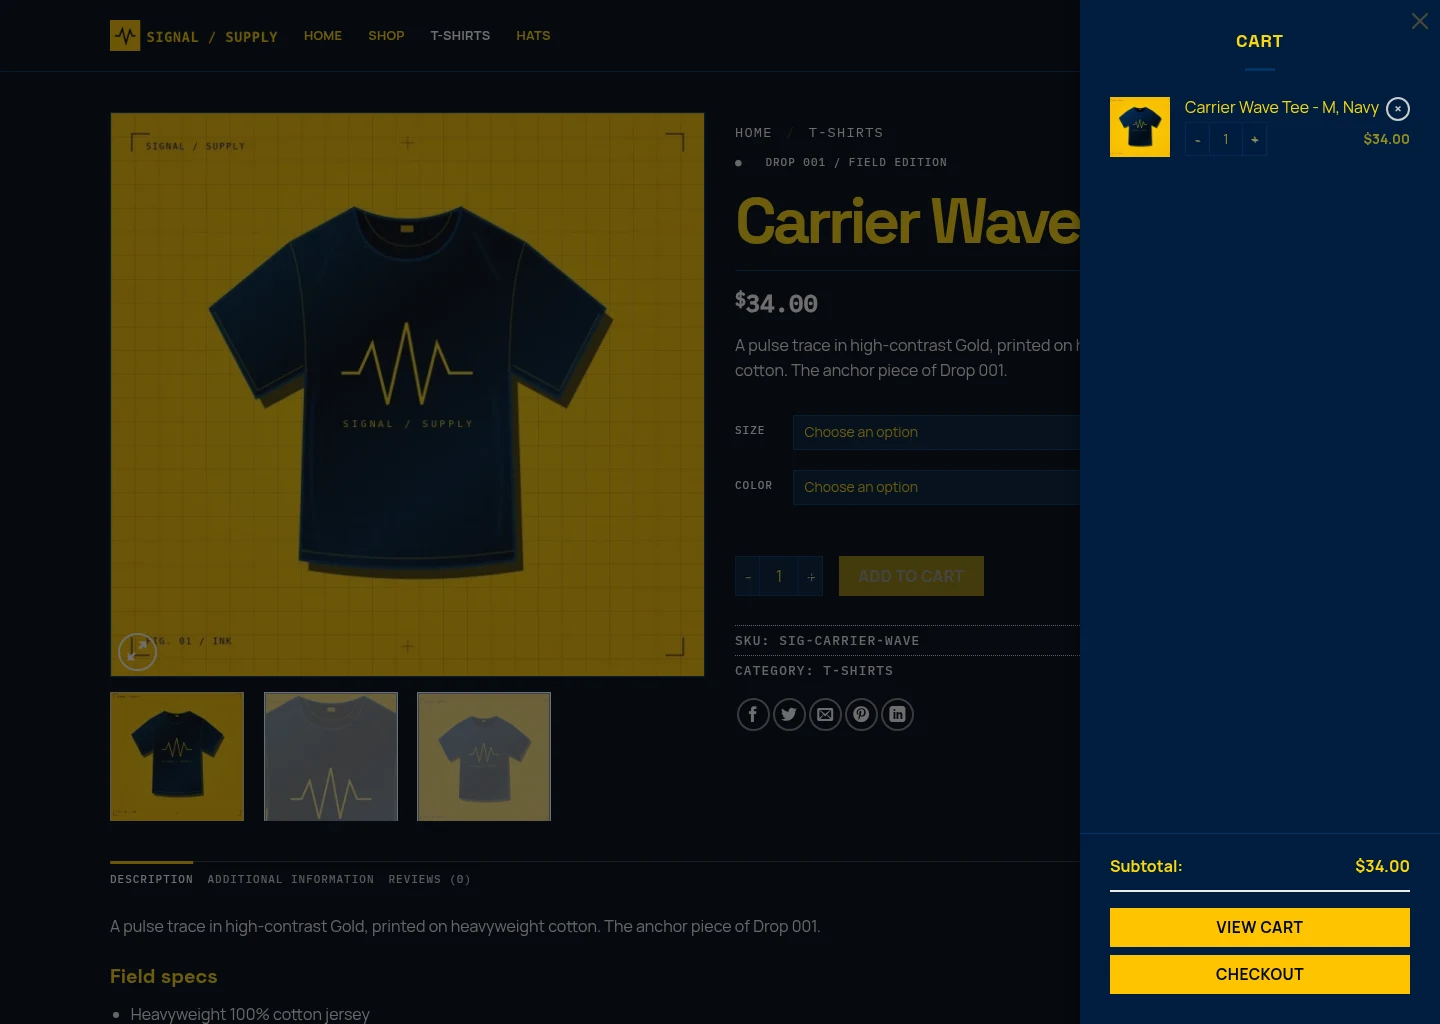 SIGNAL / SUPPLY HOME SHOP T-SHIRTS HATS
SIGNAL / SUPPLY
SIGNAL / SUPPLY
FIG. 01 / INK
HOME / T-SHIRTS
DROP 001 / FIELD EDITION
Carrier Wave
$34.00
A pulse trace in high-contrast Gold, printed on
cotton. The anchor piece of Drop 001.
SIZE Choose an option
COLOR Choose an option
- 1 + ADD TO CART
SKU: SIG-CARRIER-WAVE
CATEGORY: T-SHIRTS
DESCRIPTION ADDITIONAL INFORMATION REVIEWS (0)
A pulse trace in high-contrast Gold, printed on heavyweight cotton. The anchor piece of Drop 001.
Field specs
Heavyweight 100% cotton jersey
CART
Carrier Wave Tee - M, Navy ×
- 1 + $34.00
Subtotal: $34.00
VIEW CART
CHECKOUT